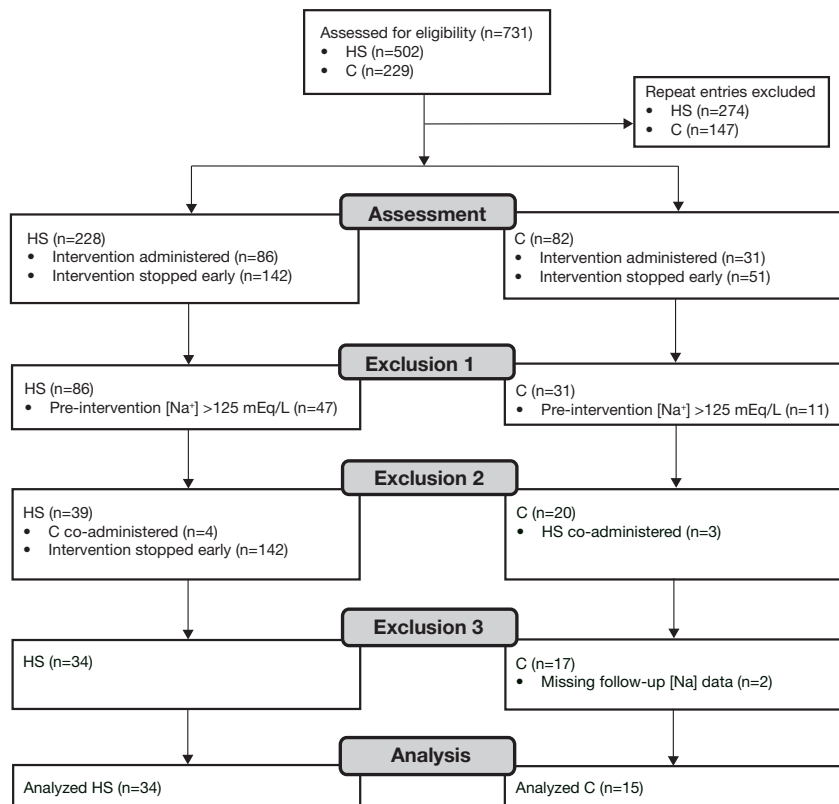 Assessed for eligibility (n=731)
• HS (n=502)
• C (n=229)
Repeat entries excluded
• HS (n=274)
• C (n=147)
Assessment
HS (n=228)
• Intervention administered (n=86)
• Intervention stopped early (n=142)
C (n=82)
• Intervention administered (n=31)
• Intervention stopped early (n=51)
Exclusion 1
HS (n=86)
• Pre-intervention [Na⁺] >125 mEq/L (n=47)
C (n=31)
• Pre-intervention [Na⁺] >125 mEq/L (n=11)
Exclusion 2
HS (n=39)
• C co-administered (n=4)
• Intervention stopped early (n=142)
C (n=20)
• HS co-administered (n=3)
Exclusion 3
HS (n=34)
C (n=17)
• Missing follow-up [Na] data (n=2)
Analysis
Analyzed HS (n=34)
Analyzed C (n=15)